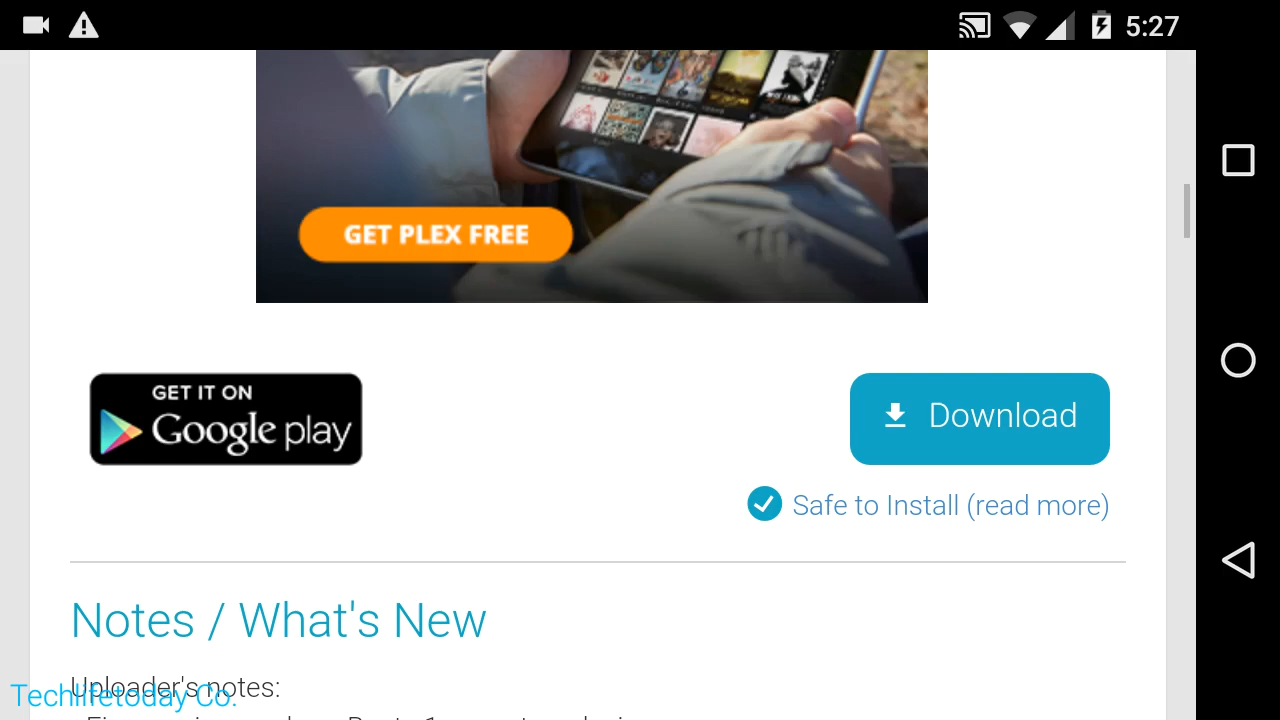 5:27
GET PLEX FREE
GET IT ON
Google play
Download
Safe to Install (read more)
Notes / What's New
Uploader's notes:
Techlifetoday Co.